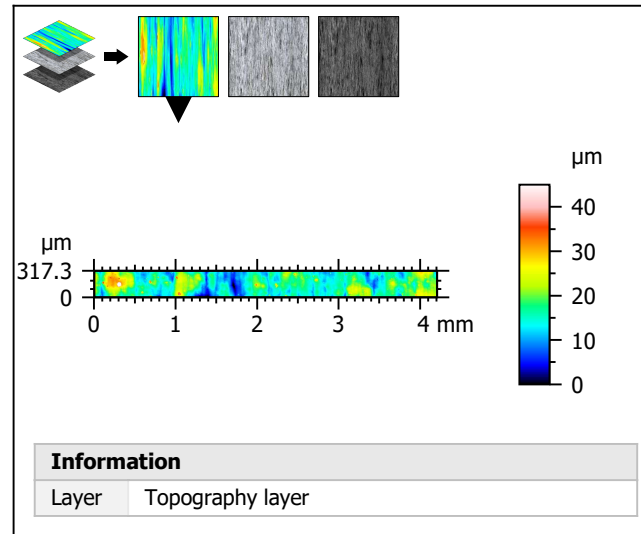 µm
40
30
20
10
0
µm
317.3
0
0 1 2 3 4 mm
Information
Layer Topography layer